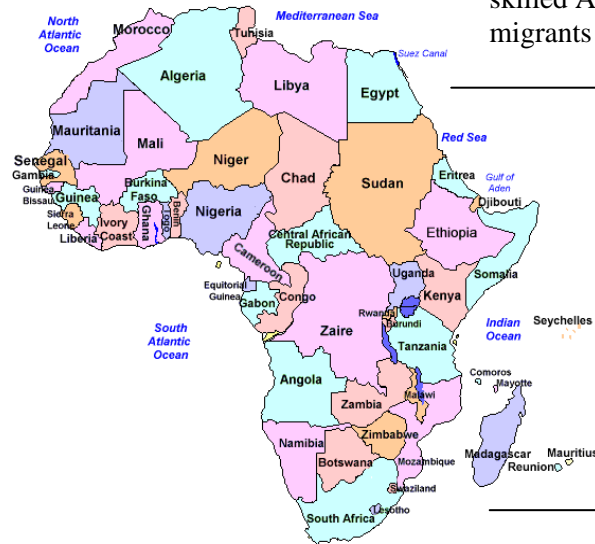 skilled A
migrants
North
Atlantic
Ocean
Mediterranean Sea
Morocco
Tunisia
Suez Canal
Algeria
Libya
Egypt
Mauritania
Mali
Niger
Chad
Sudan
Red Sea
Senegal
Gambia
Guinea
Bissau
Guinea
Burkina
Faso
Eritrea
Gulf of
Aden
Djibouti
Sierra
Leone
Liberia
Ivory
Coast
Ghana
Togo
Berlin
Nigeria
Cameroon
Central African
Republic
Ethiopia
Somalia
Equitorial
Guinea
Gabon
Congo
Zaire
Uganda
Kenya
Rwanda
Burundi
Tanzania
Indian
Ocean
Seychelles
South
Atlantic
Ocean
Angola
Zambia
Malawi
Comoros
Mayotte
Namibia
Botswana
Zimbabwe
Mozambique
Madagascar
Reunion
Mauritius
Swaziland
Lesotho
South Africa